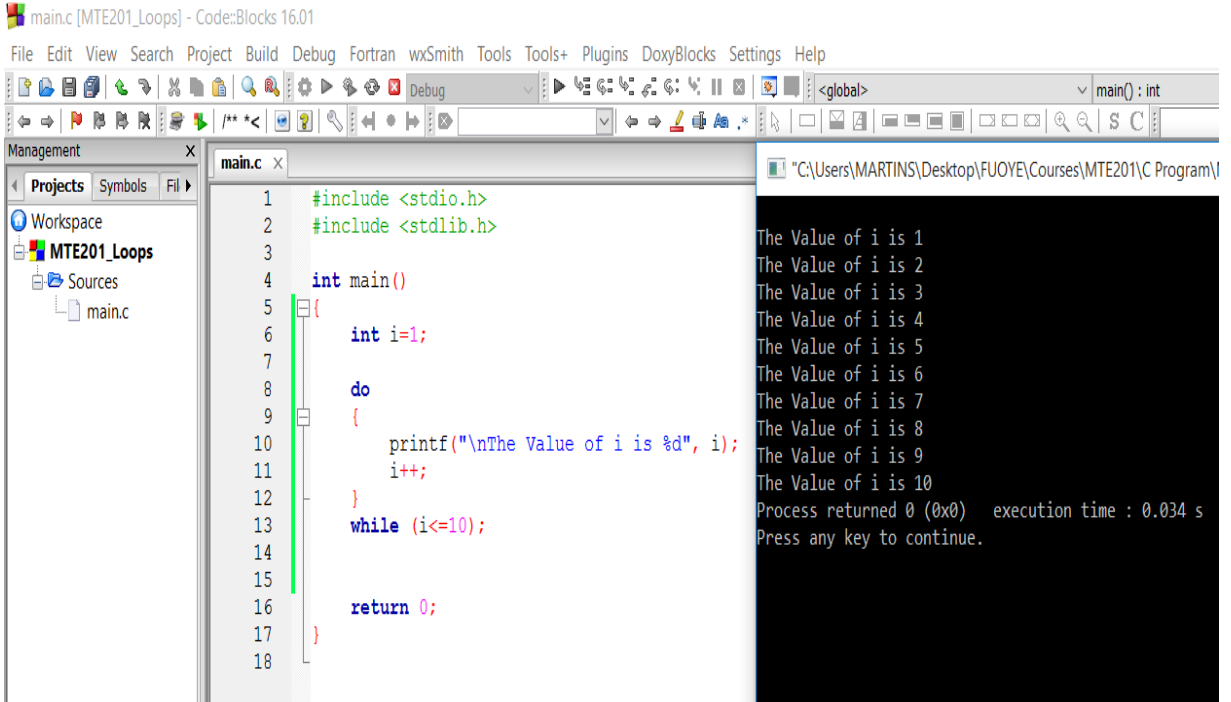 main.c [MTE201_Loops] - Code::Blocks 16.01
File Edit View Search Project Build Debug Fortran wxSmith Tools Tools+ Plugins DoxyBlocks Settings Help
Debug <global> main() : int
/** *< Aa .* S C
Management X
Projects Symbols Fil
Workspace
MTE201_Loops
Sources
main.c
main.c X
1 #include <stdio.h>
2 #include <stdlib.h>
3
4 int main()
5 {
6 int i=1;
7
8 do
9 {
10 printf("\nThe Value of i is %d", i);
11 i++;
12 }
13 while (i<=10);
14
15
16 return 0;
17 }
18
"C:\Users\MARTINS\Desktop\FUOYE\Courses\MTE201\C Program\
The Value of i is 1
The Value of i is 2
The Value of i is 3
The Value of i is 4
The Value of i is 5
The Value of i is 6
The Value of i is 7
The Value of i is 8
The Value of i is 9
The Value of i is 10
Process returned 0 (0x0) execution time : 0.034 s
Press any key to continue.